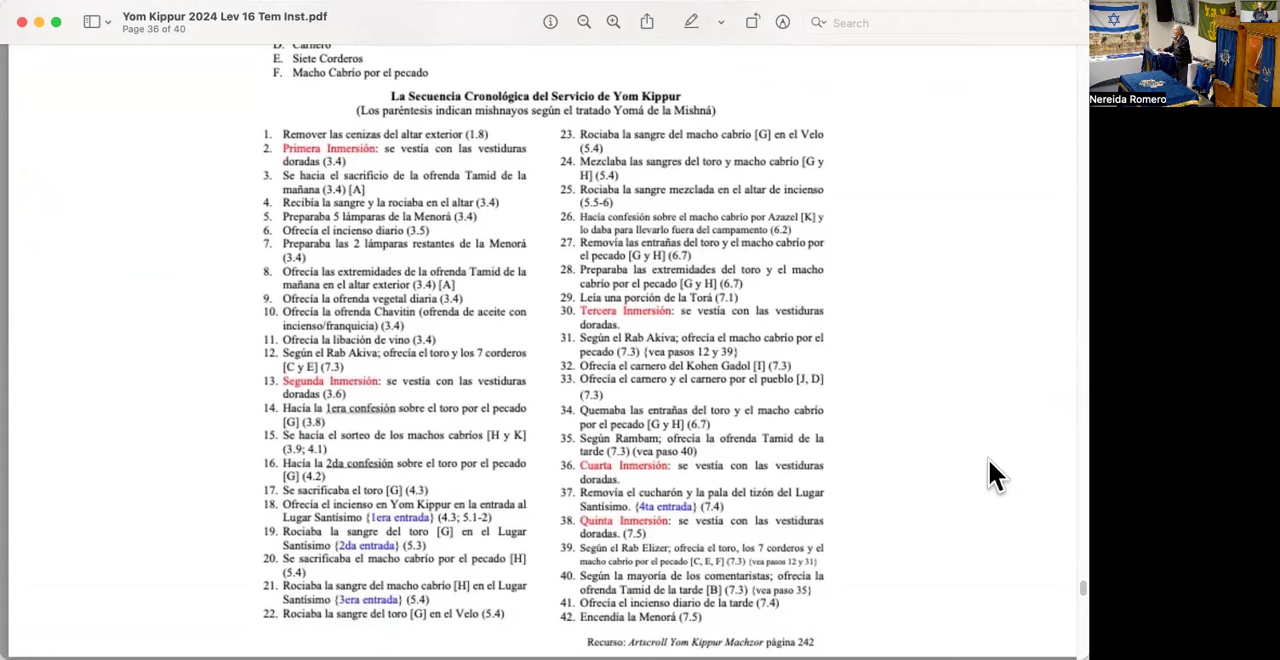 Yom Kippur 2024 Lev 16 Tem Inst.pdf
Page 36 of 40
Search
Nereida Romero
D. Carnero
E. Siete Corderos
F. Macho Cabrío por el pecado
La Secuencia Cronológica del Servicio de Yom Kippur
(Los paréntesis indican mishnayos según el tratado Yomá de la Mishná)
1. Remover las cenizas del altar exterior (1.8)
2. Primera Inmersión: se vestía con las vestiduras
doradas (3.4)
3. Se hacia el sacrificio de la ofrenda Tamid de la
mañana (3.4) [A]
4. Recibía la sangre y la rociaba en el altar (3.4)
5. Preparaba 5 lámparas de la Menorá (3.4)
6. Ofrecía el incienso diario (3.5)
7. Preparaba las 2 lámparas restantes de la Menorá
(3.4)
8. Ofrecía las extremidades de la ofrenda Tamid de la
mañana en el altar exterior (3.4) [A]
9. Ofrecía la ofrenda vegetal diaria (3.4)
10. Ofrecía la ofrenda Chavitin (ofrenda de aceite con
incienso/franquicia) (3.4)
11. Ofrecía la libación de vino (3.4)
12. Según el Rab Akiva; ofrecía el toro y los 7 corderos
[C y E] (7.3)
13. Segunda Inmersión: se vestía con las vestiduras
doradas (3.6)
14. Hacía la 1era confesión sobre el toro por el pecado
[G] (3.8)
15. Se hacía el sorteo de los machos cabríos [H y K]
(3.9; 4.1)
16. Hacía la 2da confesión sobre el toro por el pecado
[G] (4.2)
17. Se sacrificaba el toro [G] (4.3)
18. Ofrecía el incienso en Yom Kippur en la entrada al
Lugar Santísimo {1era entrada} (4.3; 5.1-2)
19. Rociaba la sangre del toro [G] en el Lugar
Santísimo {2da entrada} (5.3)
20. Se sacrificaba el macho cabrío por el pecado [H]
(5.4)
21. Rociaba la sangre del macho cabrío [H] en el Lugar
Santísimo {3era entrada} (5.4)
22. Rociaba la sangre del toro [G] en el Velo (5.4)
23. Rociaba la sangre del macho cabrío [G] en el Velo
(5.4)
24. Mezclaba las sangres del toro y macho cabrío [G y
H] (5.4)
25. Rociaba la sangre mezclada en el altar de incienso
(5.5-6)
26. Hacía confesión sobre el macho cabrío por Azazel [K] y
lo daba para llevarlo fuera del campamento (6.2)
27. Removía las entrañas del toro y el macho cabrío por
el pecado [G y H] (6.7)
28. Preparaba las extremidades del toro y el macho
cabrío por el pecado [G y H] (6.7)
29. Leía una porción de la Torá (7.1)
30. Tercera Inmersión: se vestía con las vestiduras
doradas.
31. Según el Rab Akiva; ofrecía el macho cabrío por el
pecado (7.3) {vea pasos 12 y 39}
32. Ofrecía el carnero del Kohen Gadol [I] (7.3)
33. Ofrecía el carnero y el carnero por el pueblo [J, D]
(7.3)
34. Quemaba las entrañas del toro y el macho cabrío
por el pecado [G y H] (6.7)
35. Según Rambam; ofrecía la ofrenda Tamid de la
tarde (7.3) (vea paso 40)
36. Cuarta Inmersión: se vestía con las vestiduras
doradas.
37. Removía el cucharón y la pala del tizón del Lugar
Santísimo. {4ta entrada} (7.4)
38. Quinta Inmersión: se vestía con las vestiduras
doradas. (7.5)
39. Según el Rab Elizer; ofrecía el toro, los 7 corderos y el
macho cabrío por el pecado [C, E, F] (7.3) {vea pasos 12 y 31}
40. Según la mayoría de los comentaristas; ofrecía la
ofrenda Tamid de la tarde [B] (7.3) {vea paso 35}
41. Ofrecía el incienso diario de la tarde (7.4)
42. Encendía la Menorá (7.5)
Recurso: Artscroll Yom Kippur Machzor página 242